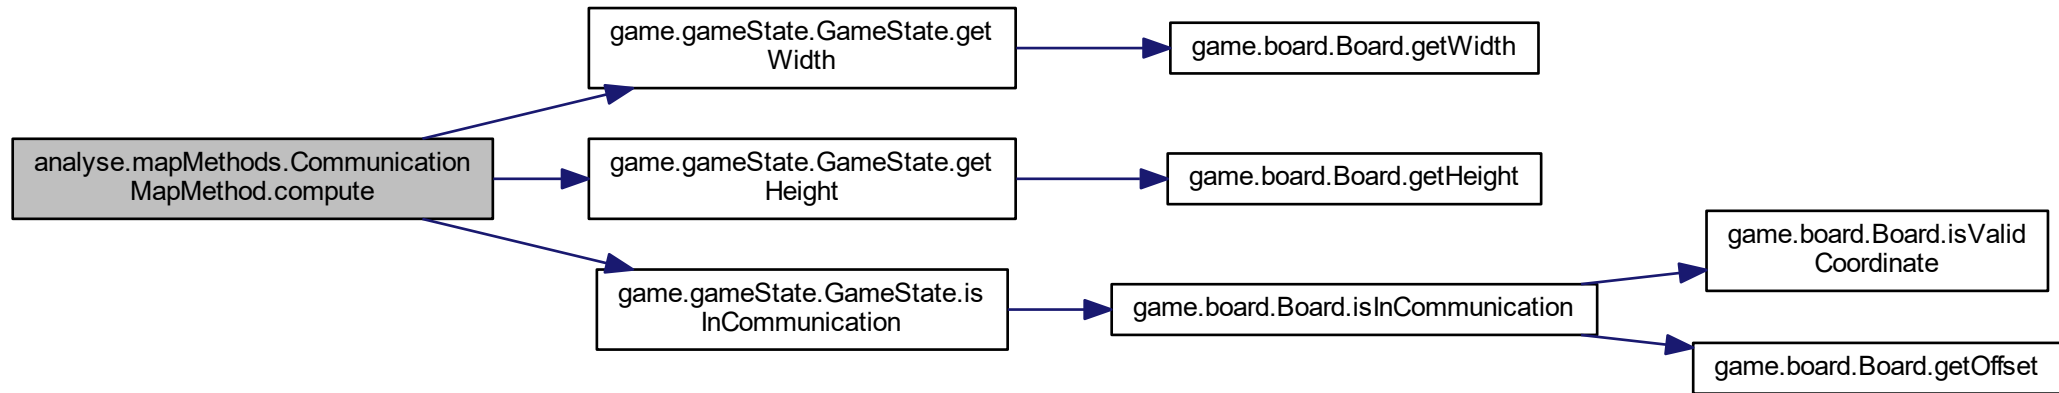 analyse.mapMethods.Communication
MapMethod.compute
game.gameState.GameState.get
Width
game.board.Board.getWidth
game.gameState.GameState.get
Height
game.board.Board.getHeight
game.gameState.GameState.is
InCommunication
game.board.Board.isInCommunication
game.board.Board.isValid
Coordinate
game.board.Board.getOffset